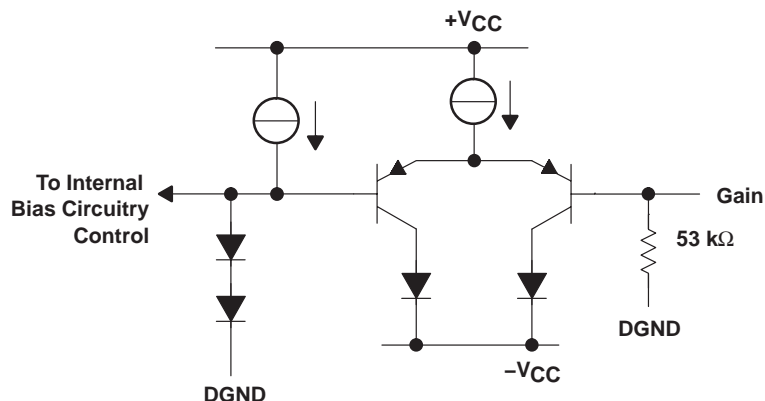 +VCC
To Internal
Bias Circuitry
Control
Gain
53 kΩ
DGND
−VCC
DGND